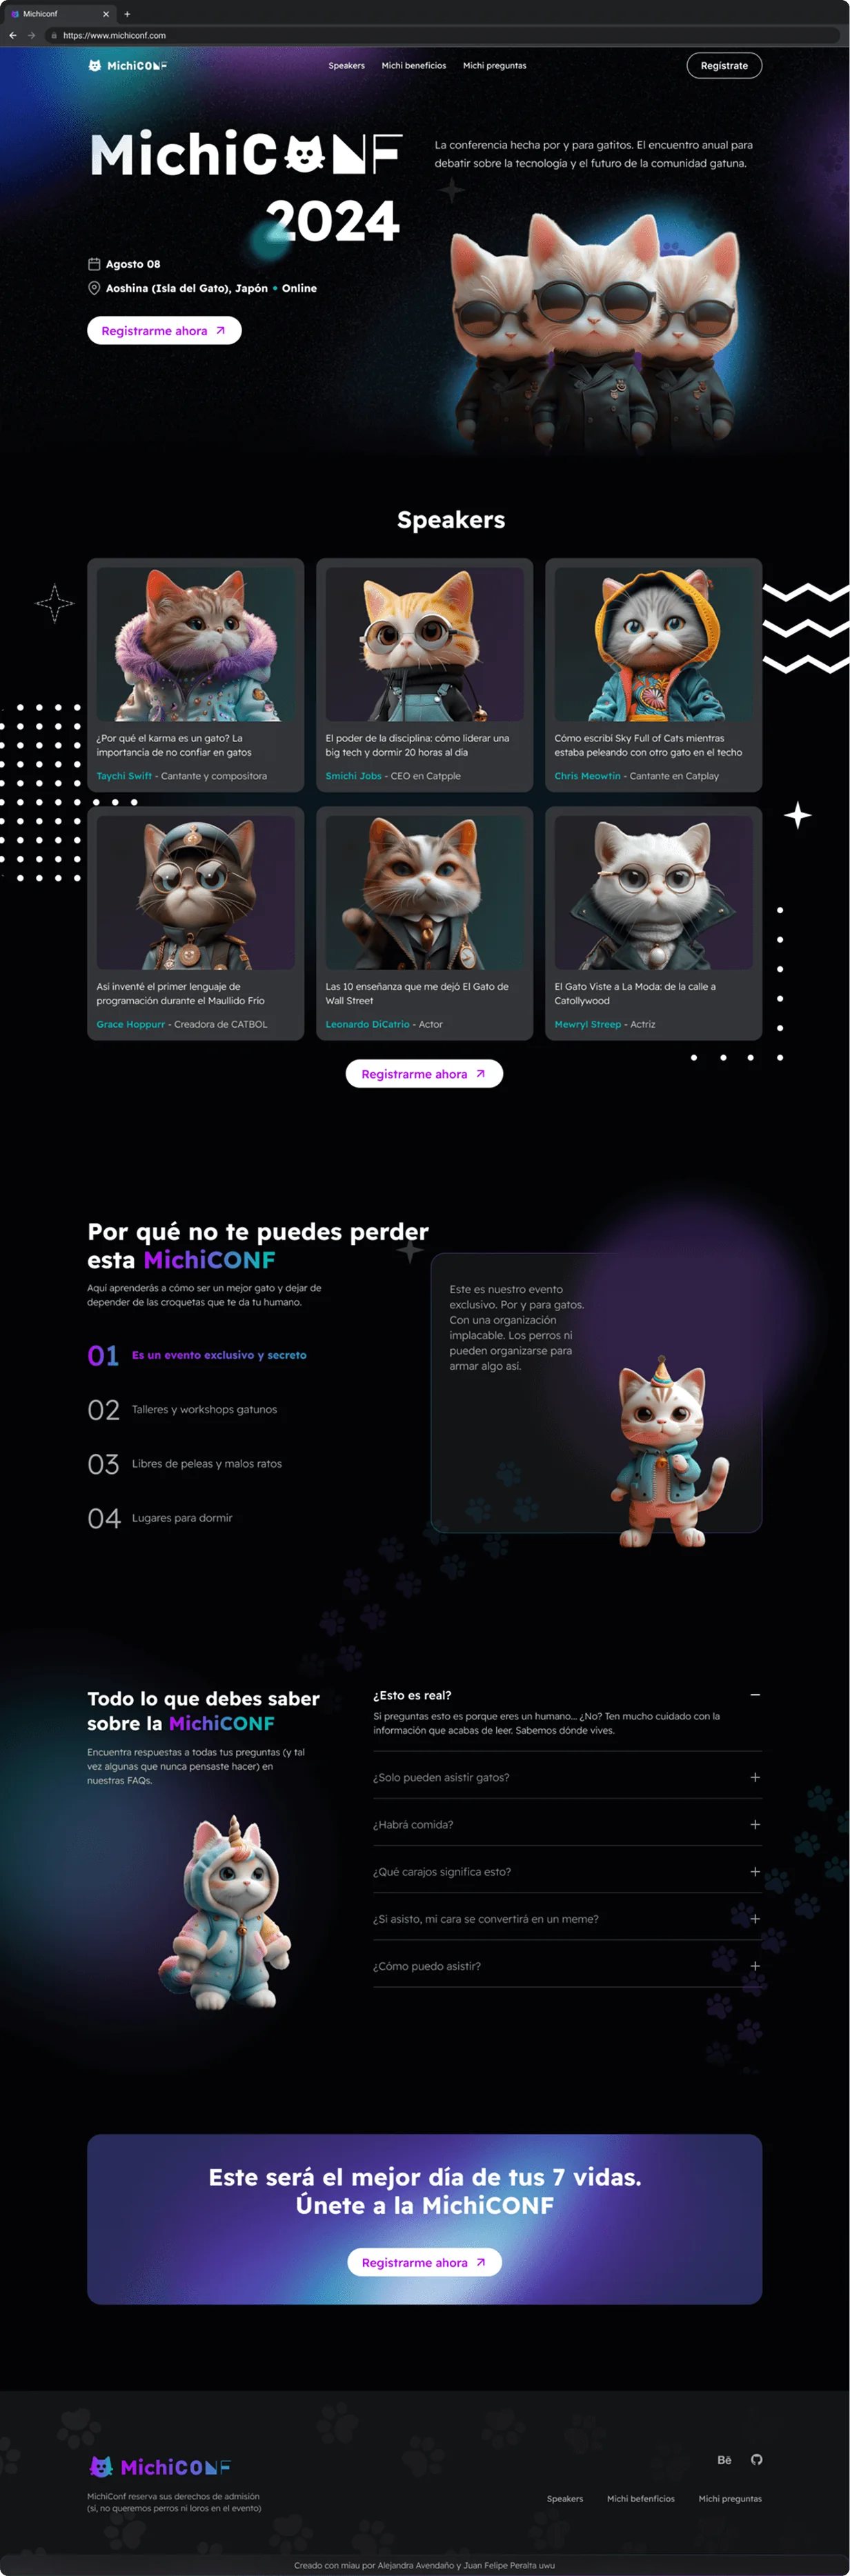 Michiconf
https://www.michiconf.com
MichiCONF
Speakers
Michi beneficios
Michi preguntas
Regístrate
MichiCONF
2024
La conferencia hecha por y para gatitos. El encuentro anual para
debatir sobre la tecnología y el futuro de la comunidad gatuna.
Agosto 08
Aoshina (Isla del Gato), Japón • Online
Registrarme ahora
Speakers
¿Por qué el karma es un gato? La
importancia de no confiar en gatos
Taychi Swift - Cantante y compositora
El poder de la disciplina: cómo liderar una
big tech y dormir 20 horas al día
Smichi Jobs - CEO en Catpple
Cómo escribí Sky Full of Cats mientras
estaba peleando con otro gato en el techo
Chris Meowtin - Cantante en Catplay
Así inventé el primer lenguaje de
programación durante el Maullido Frío
Grace Hoppurr - Creadora de CATBOL
Las 10 enseñanza que me dejó El Gato de
Wall Street
Leonardo DiCatrio - Actor
El Gato Viste a La Moda: de la calle a
Catollywood
Mewryl Streep - Actriz
Registrarme ahora
Por qué no te puedes perder
esta MichiCONF
Aquí aprenderás a cómo ser un mejor gato y dejar de
depender de las croquetas que te da tu humano.
01 Es un evento exclusivo y secreto
02 Talleres y workshops gatunos
03 Libres de peleas y malos ratos
04 Lugares para dormir
Este es nuestro evento
exclusivo. Por y para gatos.
Con una organización
implacable. Los perros ni
pueden organizarse para
armar algo así.
Todo lo que debes saber
sobre la MichiCONF
Encuentra respuestas a todas tus preguntas (y tal
vez algunas que nunca pensaste hacer) en
nuestras FAQs.
¿Esto es real?
Si preguntas esto es porque eres un humano... ¿No? Ten mucho cuidado con la
información que acabas de leer. Sabemos dónde vives.
¿Solo pueden asistir gatos?
¿Habrá comida?
¿Qué carajos significa esto?
¿Si asisto, mi cara se convertirá en un meme?
¿Cómo puedo asistir?
Este será el mejor día de tus 7 vidas.
Únete a la MichiCONF
Registrarme ahora
MichiCONF
MichiConf reserva sus derechos de admisión
(sí, no queremos perros ni loros en el evento)
Bē
Speakers
Michi befenficios
Michi preguntas
Creado con miau por Alejandra Avendaño y Juan Felipe Peralta uwu